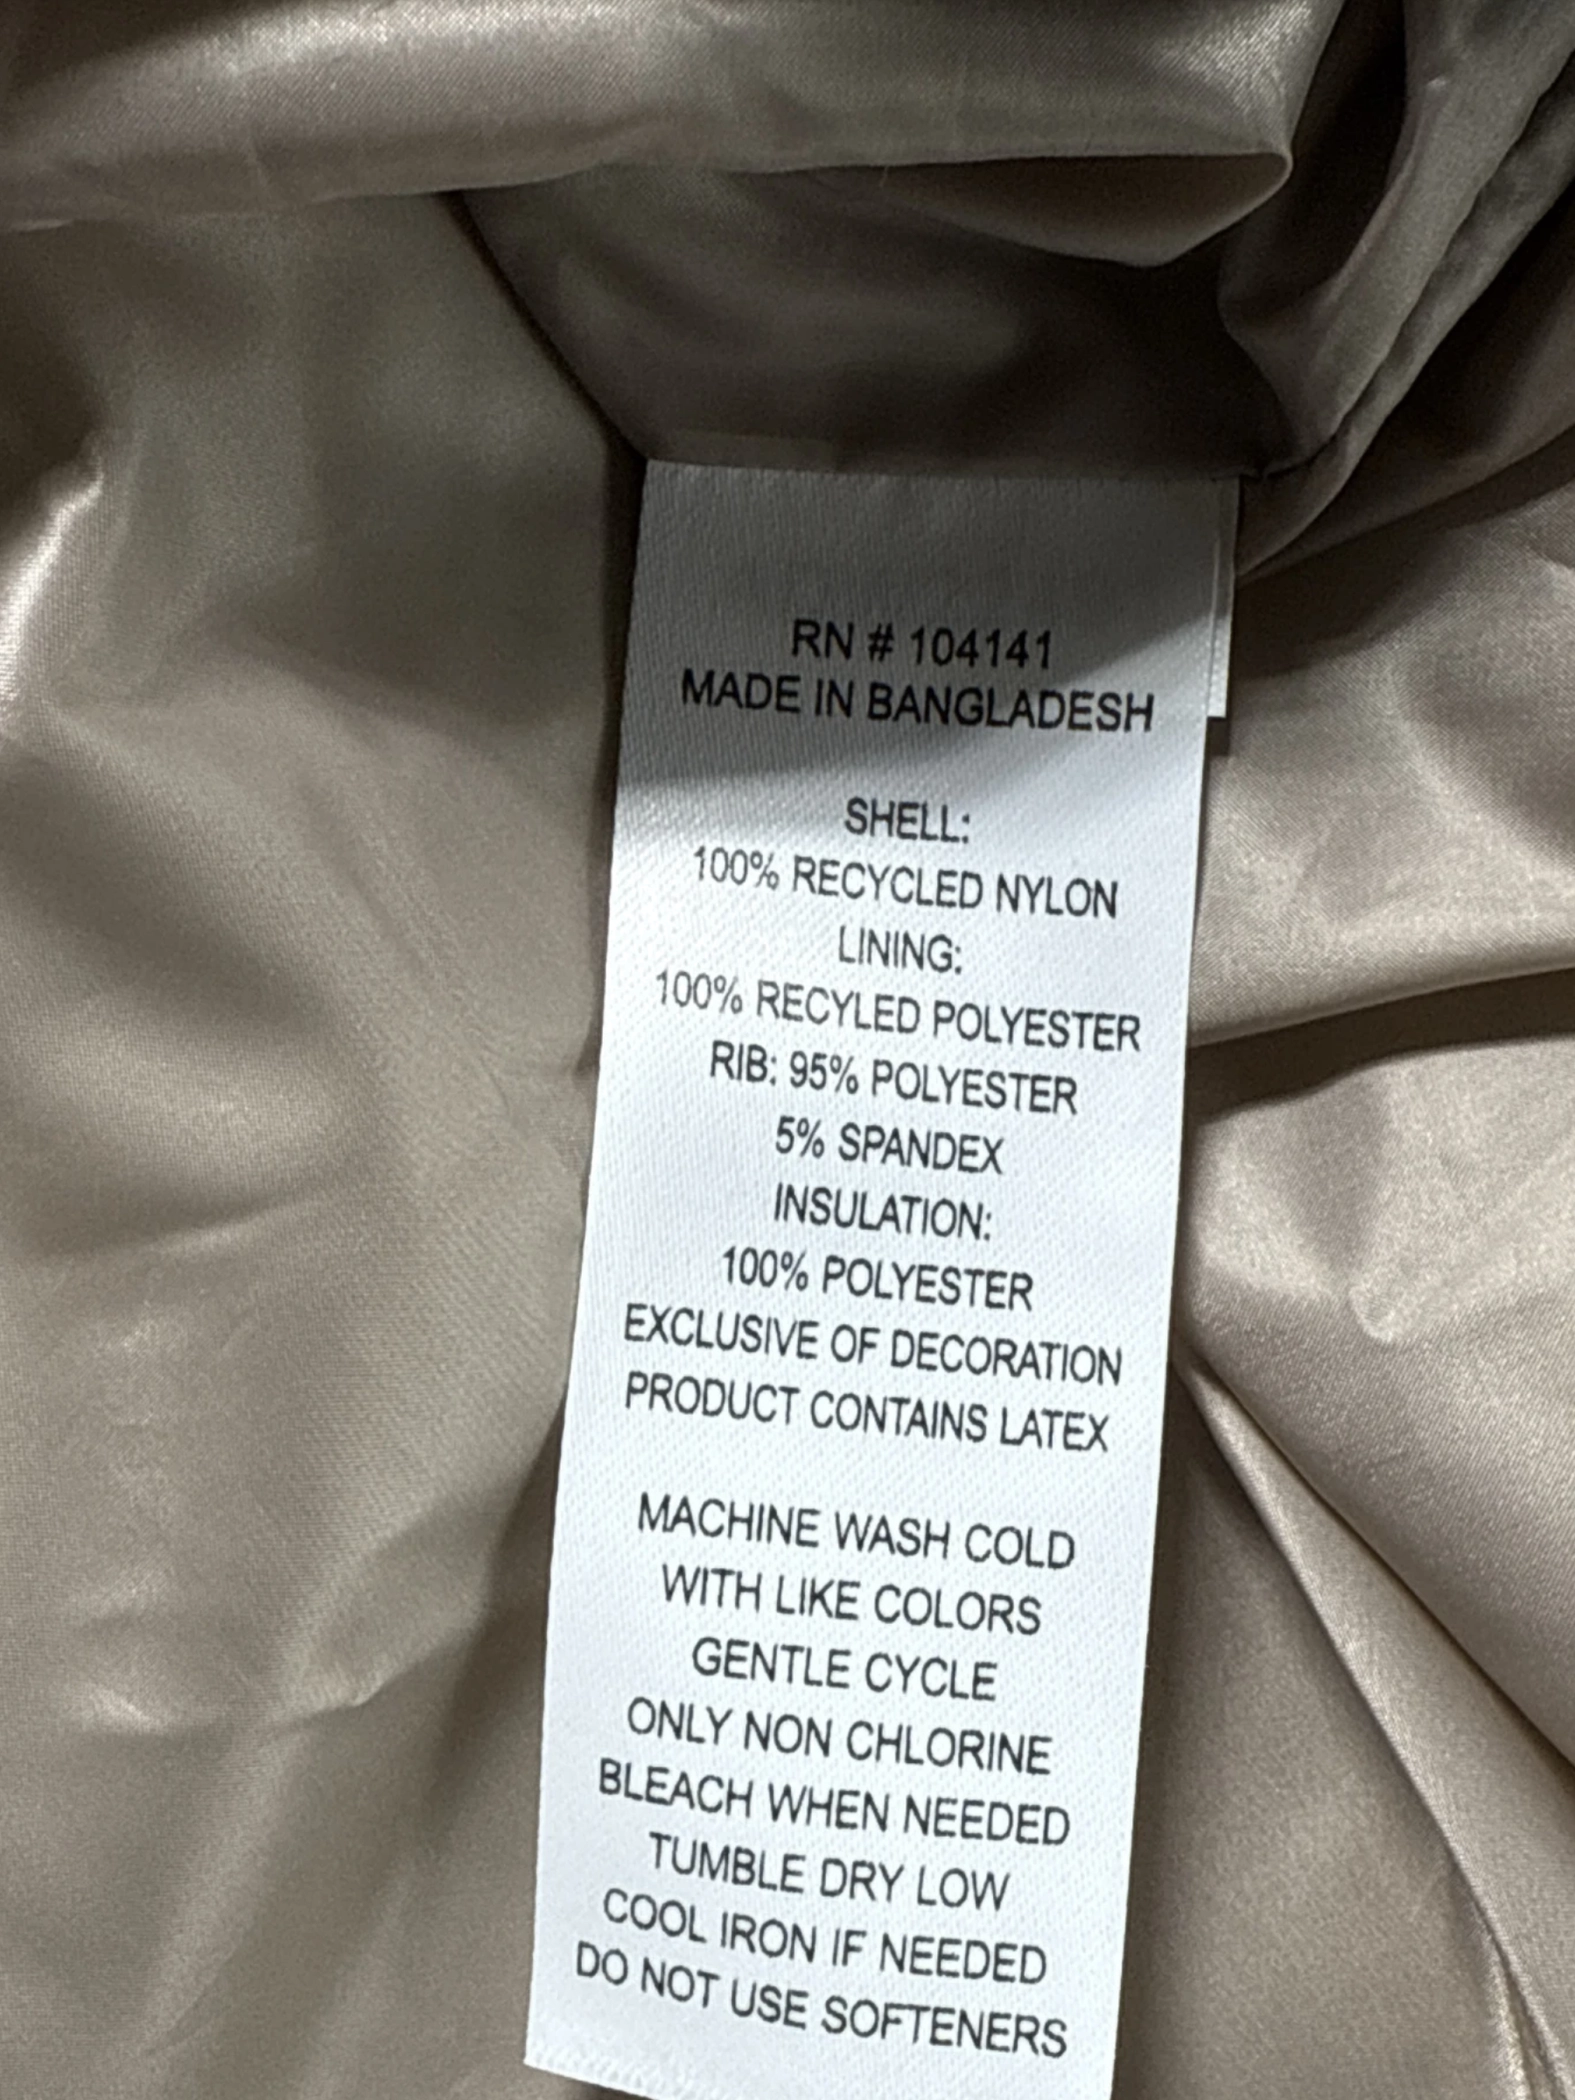 RN # 104141
MADE IN BANGLADESH
SHELL:
100% RECYCLED NYLON
LINING:
100% RECYLED POLYESTER
RIB: 95% POLYESTER
5% SPANDEX
INSULATION:
100% POLYESTER
EXCLUSIVE OF DECORATION
PRODUCT CONTAINS LATEX
MACHINE WASH COLD
WITH LIKE COLORS
GENTLE CYCLE
ONLY NON CHLORINE
BLEACH WHEN NEEDED
TUMBLE DRY LOW
COOL IRON IF NEEDED
DO NOT USE SOFTENERS